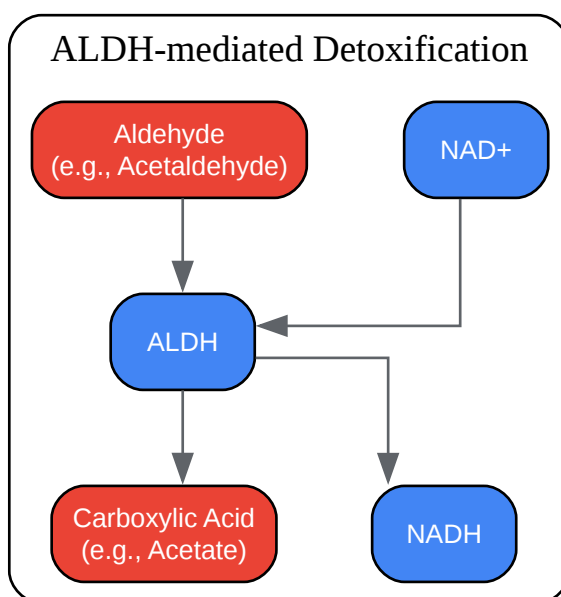 ALDH-mediated Detoxification
Aldehyde
(e.g., Acetaldehyde)
NAD+
ALDH
Carboxylic Acid
(e.g., Acetate)
NADH